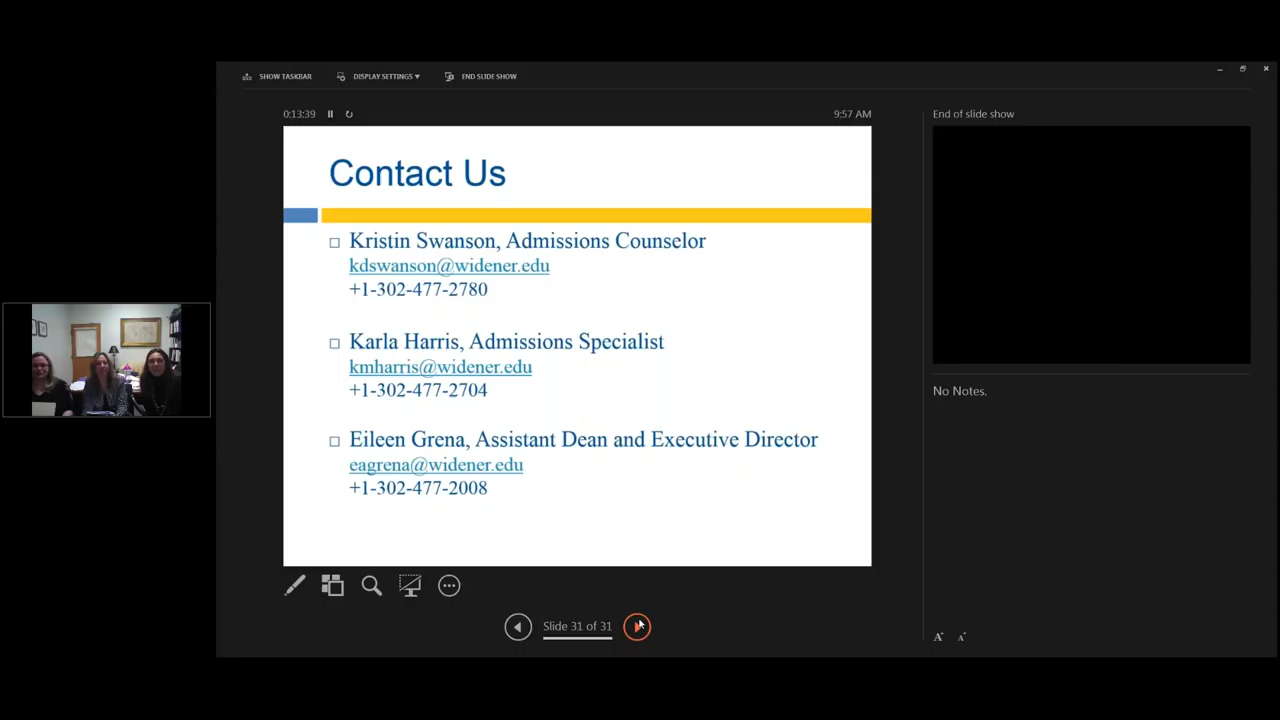 SHOW TASKBAR
DISPLAY SETTINGS ▾
END SLIDE SHOW
0:13:39
9:57 AM
End of slide show
Contact Us
Kristin Swanson, Admissions Counselor
kdswanson@widener.edu
+1-302-477-2780
Karla Harris, Admissions Specialist
kmharris@widener.edu
+1-302-477-2704
Eileen Grena, Assistant Dean and Executive Director
eagrena@widener.edu
+1-302-477-2008
No Notes.
Slide 31 of 31
A A